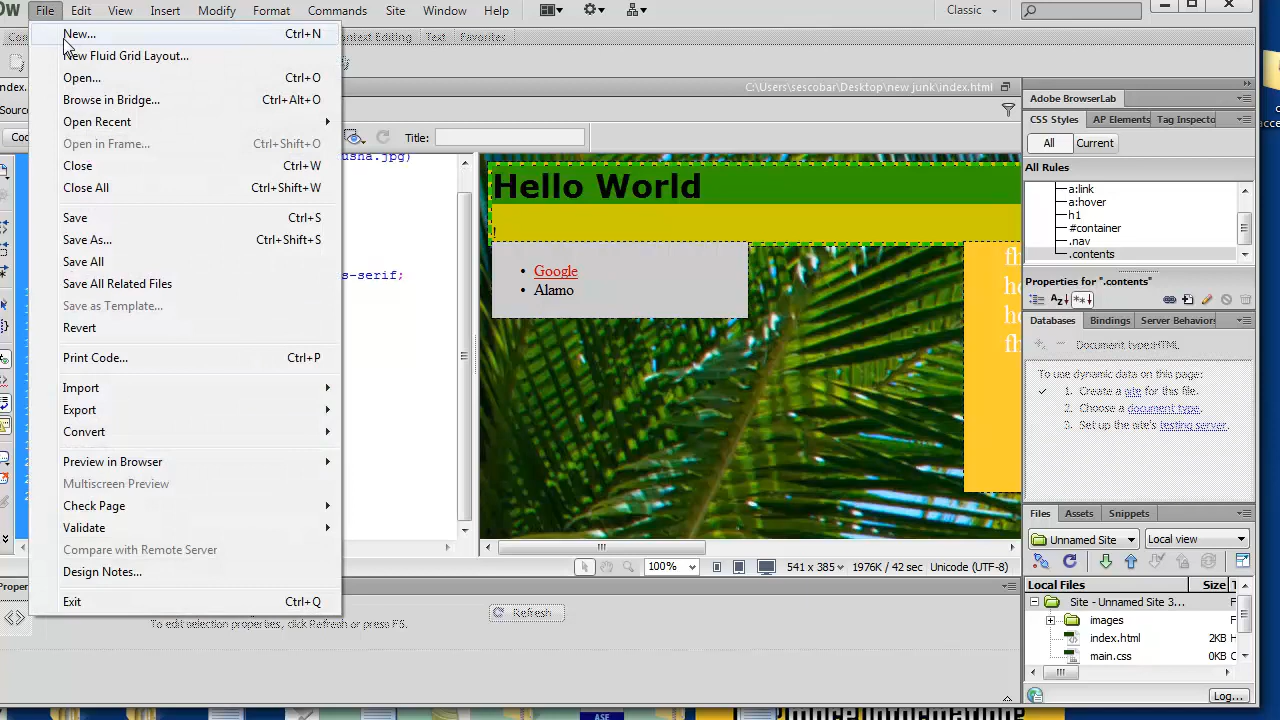 File Edit View Insert Modify Format Commands Site Window Help Classic
New... Ctrl+N
New Fluid Grid Layout...
Open... Ctrl+O
Browse in Bridge... Ctrl+Alt+O
Open Recent
Open in Frame... Ctrl+Shift+O
Close Ctrl+W
Close All Ctrl+Shift+W
Save Ctrl+S
Save As... Ctrl+Shift+S
Save All
Save All Related Files
Save as Template...
Revert
Print Code... Ctrl+P
Import
Export
Convert
Preview in Browser
Multiscreen Preview
Check Page
Validate
Compare with Remote Server
Design Notes...
Exit Ctrl+Q
Text Favorites
C:\Users\sescobar\Desktop\new junk\index.html
Title:
usha.jpg)
s-serif;
Hello World
!
Google
Alamo
100% 541 x 385 1976K / 42 sec Unicode (UTF-8)
Refresh
To edit selection properties, click Refresh or press F5.
Adobe BrowserLab
CSS Styles AP Elements Tag Inspecto
All Current
All Rules
a:link
a:hover
h1
#container
.nav
.contents
Properties for ".contents"
Databases Bindings Server Behaviors
Document type:HTML
To use dynamic data on this page:
1. Create a site for this file.
2. Choose a document type.
3. Set up the site's testing server.
Files Assets Snippets
Unnamed Site Local view
Local Files Size
Site - Unnamed Site 3...
images
index.html 2KB
main.css 0KB
Log...
ASE
more information